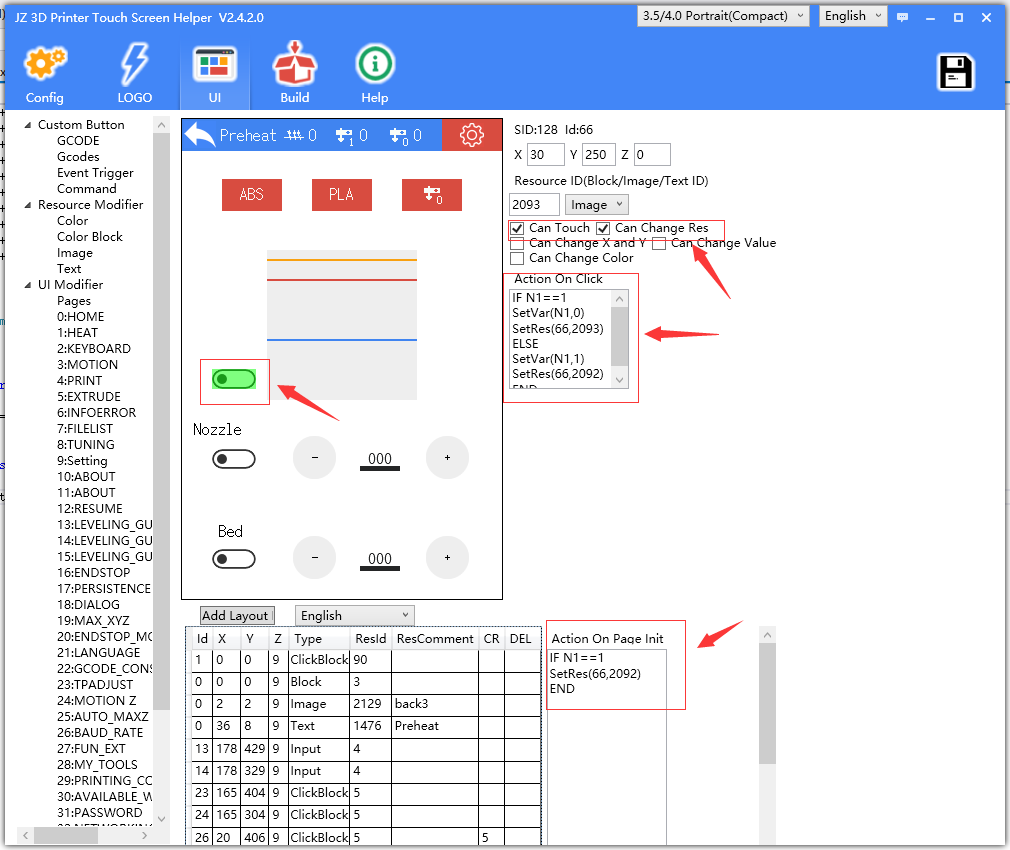 JZ 3D Printer Touch Screen Helper V2.4.2.0
3.5/4.0 Portrait(Compact)
English
Config
LOGO
UI
Build
Help
Custom Button
GCODE
Gcodes
Event Trigger
Command
Resource Modifier
Color
Color Block
Image
Text
UI Modifier
Pages
0:HOME
1:HEAT
2:KEYBOARD
3:MOTION
4:PRINT
5:EXTRUDE
6:INFOERROR
7:FILELIST
8:TUNING
9:Setting
10:ABOUT
11:ABOUT
12:RESUME
13:LEVELING_GU
14:LEVELING_GU
15:LEVELING_GU
16:ENDSTOP
17:PERSISTENCE
18:DIALOG
19:MAX_XYZ
20:ENDSTOP_MC
21:LANGUAGE
22:GCODE_CONS
23:TPADJUST
24:MOTION Z
25:AUTO_MAXZ
26:BAUD_RATE
27:FUN_EXT
28:MY_TOOLS
29:PRINTING_CO
30:AVAILABLE_W
31:PASSWORD
Preheat 0 1 0 0 0
ABS PLA 0
Nozzle
- 000 +
Bed
- 000 +
SID:128 Id:66
X 30 Y 250 Z 0
Resource ID(Block/Image/Text ID)
2093 Image
Can Touch Can Change Res
Can Change X and Y Can Change Value
Can Change Color
Action On Click
IF N1==1
SetVar(N1,0)
SetRes(66,2093)
ELSE
SetVar(N1,1)
SetRes(66,2092)
END
Add Layout English
Id X Y Z Type ResId ResComment CR DEL
1 0 0 9 ClickBlock 90
0 0 0 9 Block 3
0 2 2 9 Image 2129 back3
0 36 8 9 Text 1476 Preheat
13 178 429 9 Input 4
14 178 329 9 Input 4
23 165 404 9 ClickBlock 5
24 165 304 9 ClickBlock 5
26 20 406 9 ClickBlock 5 5
Action On Page Init
IF N1==1
SetRes(66,2092)
END